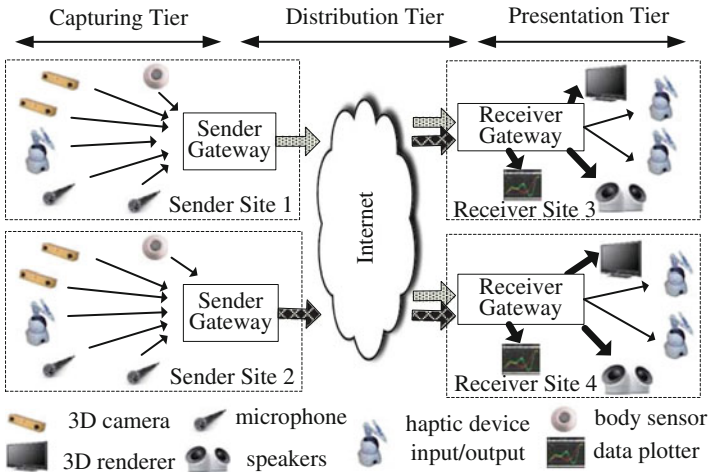 Capturing Tier
Distribution Tier
Presentation Tier
Sender
Gateway
Sender Site 1
Sender
Gateway
Sender Site 2
Internet
Receiver
Gateway
Receiver Site 3
Receiver
Gateway
Receiver Site 4
3D camera
microphone
haptic device
input/output
body sensor
3D renderer
speakers
data plotter